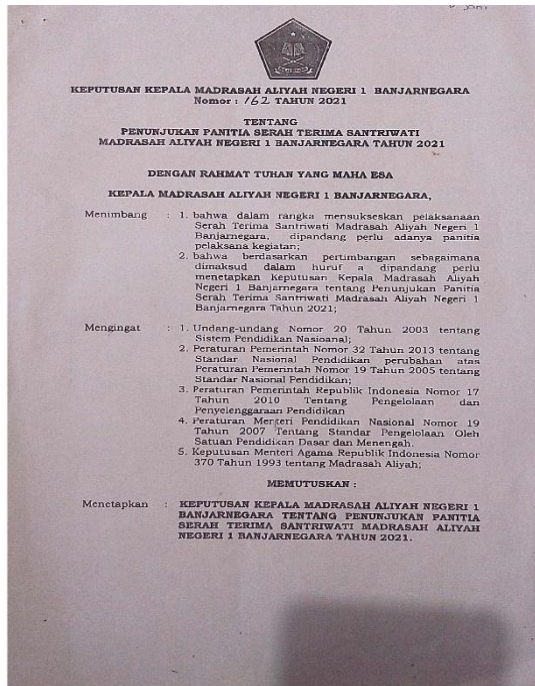 KEPUTUSAN KEPALA MADRASAH ALIYAH NEGERI 1 BANJARNEGARA
Nomor : 162 TAHUN 2021
TENTANG
PENUNJUKAN PANITIA SERAH TERIMA SANTRIWATI
MADRASAH ALIYAH NEGERI 1 BANJARNEGARA TAHUN 2021
DENGAN RAHMAT TUHAN YANG MAHA ESA
KEPALA MADRASAH ALIYAH NEGERI 1 BANJARNEGARA,
Menimbang : 1. bahwa dalam rangka mensukseskan pelaksanaan
Serah Terima Santriwati Madrasah Aliyah Negeri 1
Banjarnegara, dipandang perlu adanya panitia
pelaksana kegiatan;
2. bahwa berdasarkan pertimbangan sebagaimana
dimaksud dalam huruf a dipandang perlu
menetapkan Keputusan Kepala Madrasah Aliyah
Negeri 1 Banjarnegara tentang Penunjukan Panitia
Serah Terima Santriwati Madrasah Aliyah Negeri 1
Banjarnegara Tahun 2021;
Mengingat : 1. Undang-undang Nomor 20 Tahun 2003 tentang
Sistem Pendidikan Nasioanal;
2. Peraturan Pemerintah Nomor 32 Tahun 2013 tentang
Standar Nasional Pendidikan perubahan atas
Peraturan Pemerintah Nomor 19 Tahun 2005 tentang
Standar Nasional Pendidikan;
3. Peraturan Pemerintah Republik Indonesia Nomor 17
Tahun 2010 Tentang Pengelolaan dan
Penyelenggaraan Pendidikan
4. Peraturan Menteri Pendidikan Nasional Nomor 19
Tahun 2007 Tentang Standar Pengelolaan Oleh
Satuan Pendidikan Dasar dan Menengah.
5. Keputusan Menteri Agama Republik Indonesia Nomor
370 Tahun 1993 tentang Madrasah Aliyah;
MEMUTUSKAN :
Menetapkan : KEPUTUSAN KEPALA MADRASAH ALIYAH NEGERI 1
BANJARNEGARA TENTANG PENUNJUKAN PANITIA
SERAH TERIMA SANTRIWATI MADRASAH ALIYAH
NEGERI 1 BANJARNEGARA TAHUN 2021.